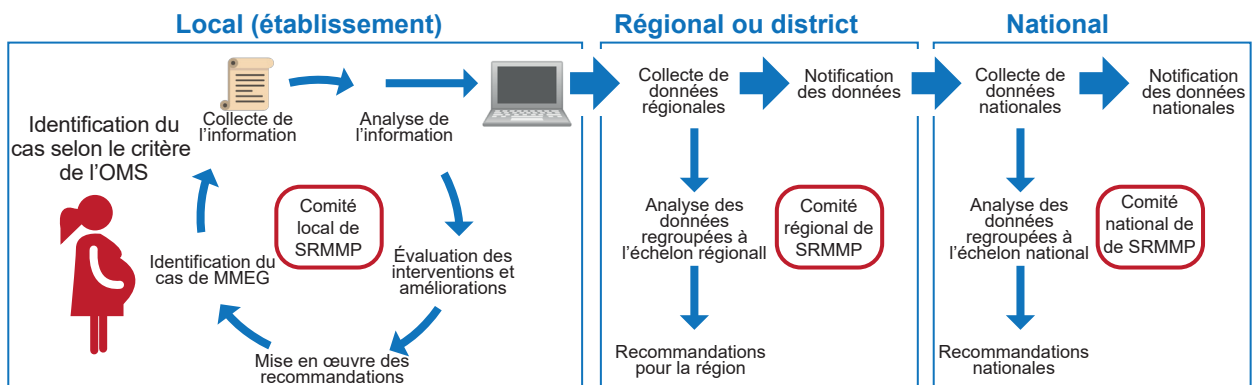 Local (établissement)
Identification du
cas selon le critère
de l’OMS
Collecte de
l’information
Analyse de
l’information
Évaluation des
interventions et
améliorations
Mise en œuvre des
recommandations
Identification du
cas de MMEG
Comité
local de
SRMMP
Régional ou district
Collecte de
données
régionales
Notification
des données
Analyse des
données
regroupées à
l’échelon régionall
Comité
régional de
SRMMP
Recommandations
pour la région
National
Collecte de
données
nationales
Notification
des données
nationales
Analyse des
données
regroupées à
l’échelon national
Comité
national de
de SRMMP
Recommandations
nationales